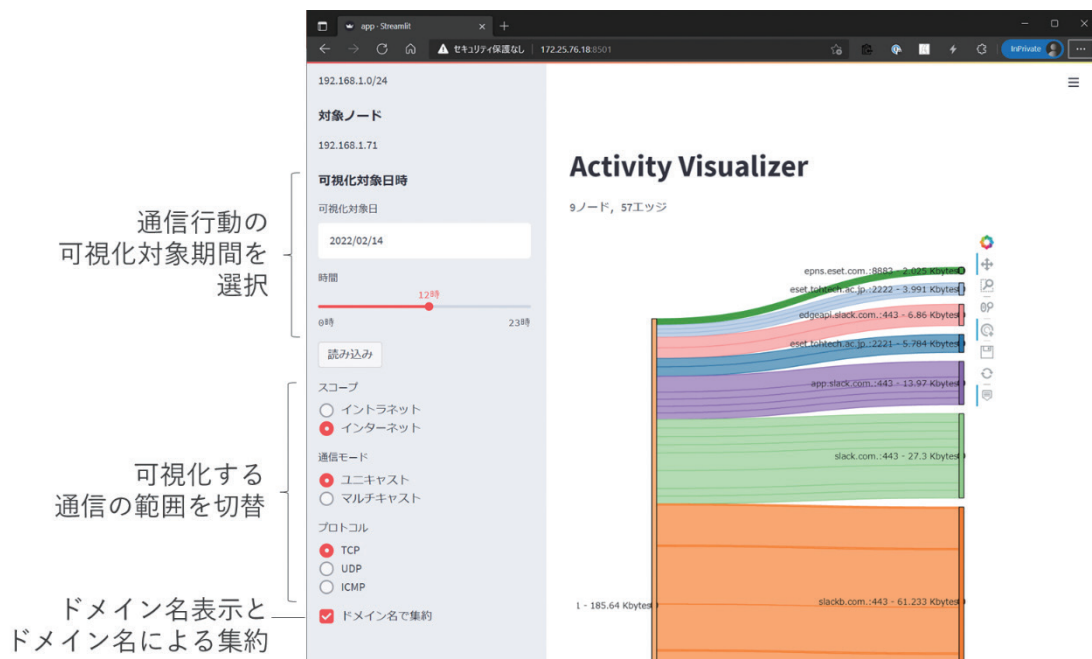 app · Streamlit
セキュリティ保護なし
172.25.76.18:8501
InPrivate
192.168.1.0/24
対象ノード
192.168.1.71
可視化対象日時
可視化対象日
2022/02/14
時間
12時
0時
23時
読み込み
スコープ
イントラネット
インターネット
通信モード
ユニキャスト
マルチキャスト
プロトコル
TCP
UDP
ICMP
ドメイン名で集約
通信行動の
可視化対象期間を
選択
可視化する
通信の範囲を切替
ドメイン名表示と
ドメイン名による集約
Activity Visualizer
9ノード, 57エッジ
epns.eset.com.:8883 - 2.025 Kbytes
eset.tohtech.ac.jp.:2222 - 3.991 Kbytes
edgeapi.slack.com.:443 - 6.86 Kbytes
eset.tohtech.ac.jp.:2221 - 5.784 Kbytes
app.slack.com.:443 - 13.97 Kbytes
slack.com.:443 - 27.3 Kbytes
1 - 185.64 Kbytes
slackb.com.:443 - 61.233 Kbytes